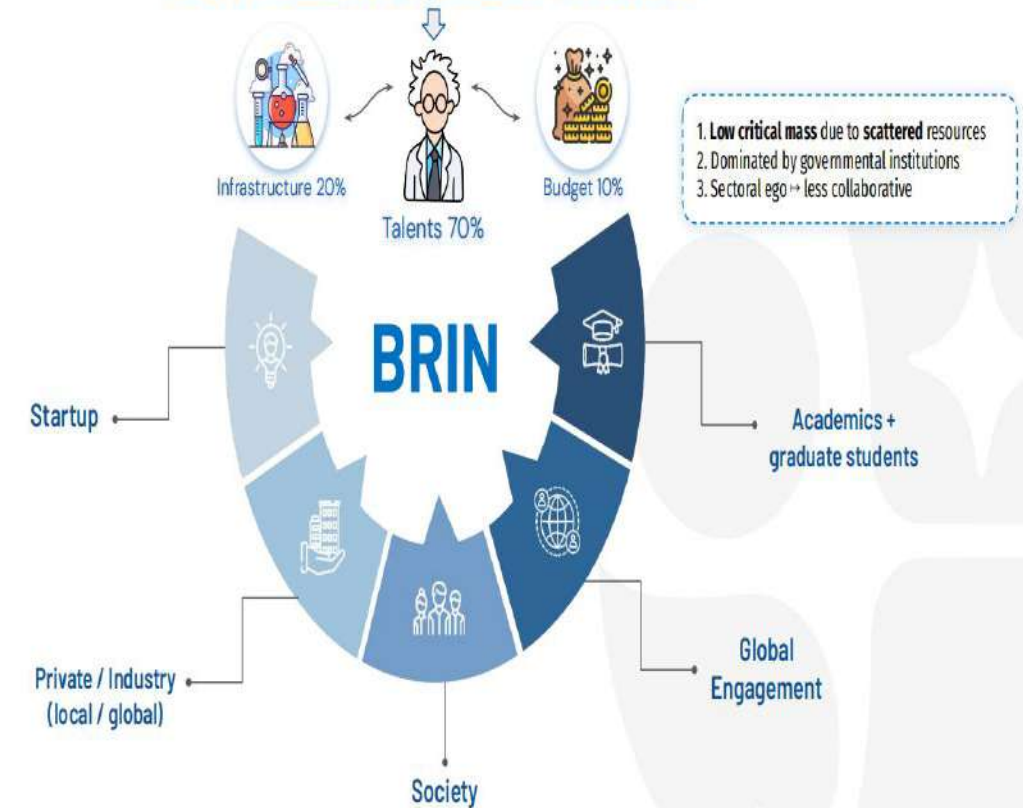 Infrastructure 20%
Talents 70%
Budget 10%
1. Low critical mass due to scattered resources
2. Dominated by governmental institutions
3. Sectoral ego ↦ less collaborative
BRIN
Startup
Academics +
graduate students
Private / Industry
(local / global)
Global
Engagement
Society